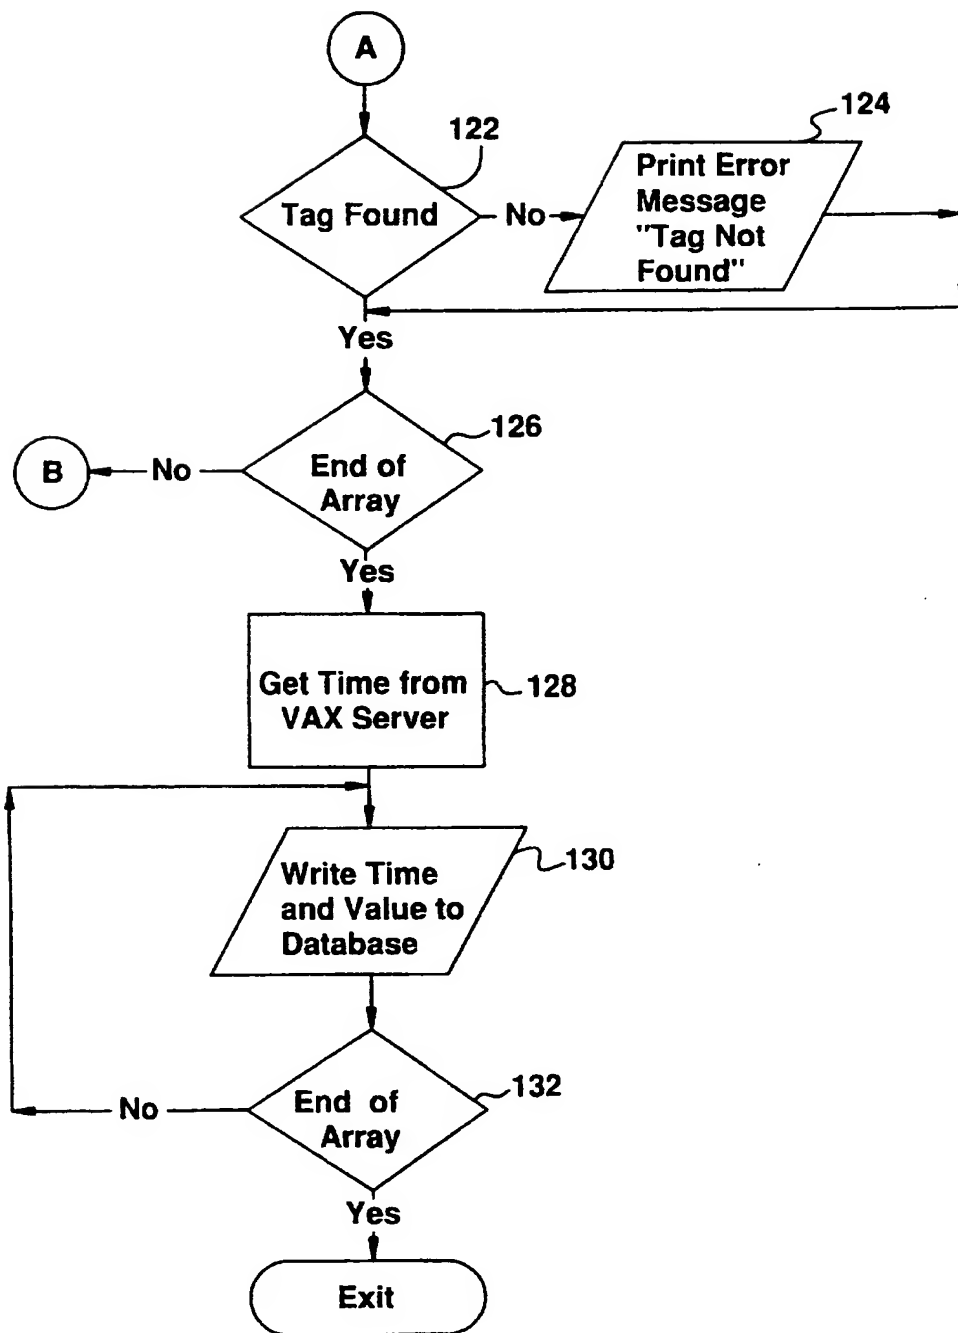 A
122
124
Tag Found
No
Print Error
Message
"Tag Not
Found"
Yes
126
B
No
End of
Array
Yes
Get Time from
VAX Server
128
Write Time
and Value to
Database
130
End of
Array
132
No
Yes
Exit